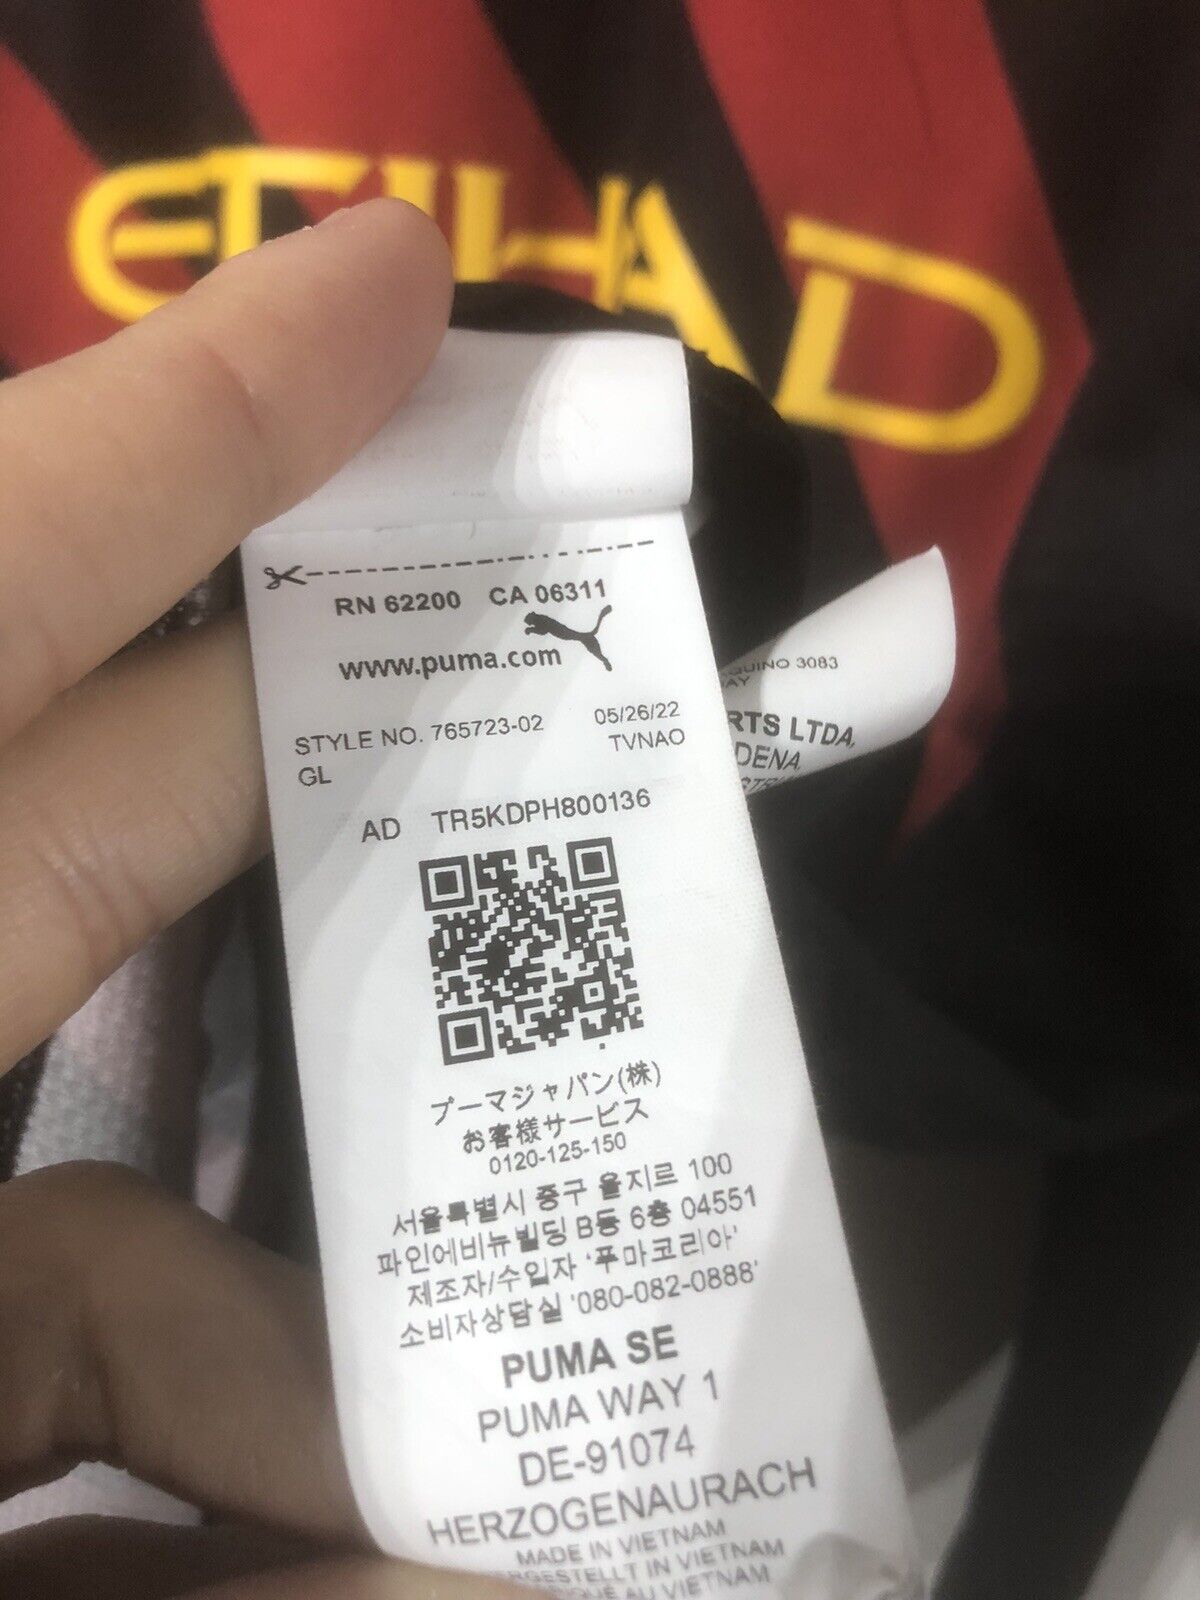 ETIHAD
RN 62200 CA 06311
www.puma.com
STYLE NO. 765723-02 05/26/22
GL TVNAO
AD TR5KDPH800136
プーマジャパン(株)
お客様サービス
0120-125-150
서울특별시 중구 을지르 100
파인에비뉴빌딩 B동 6층 04551
제조자/수입자 '푸마코리아'
소비자상담실 '080-082-0888'
PUMA SE
PUMA WAY 1
DE-91074
HERZOGENAURACH
MADE IN VIETNAM
IN VIETNAM
AU VIETNAM
3083
LTDA.